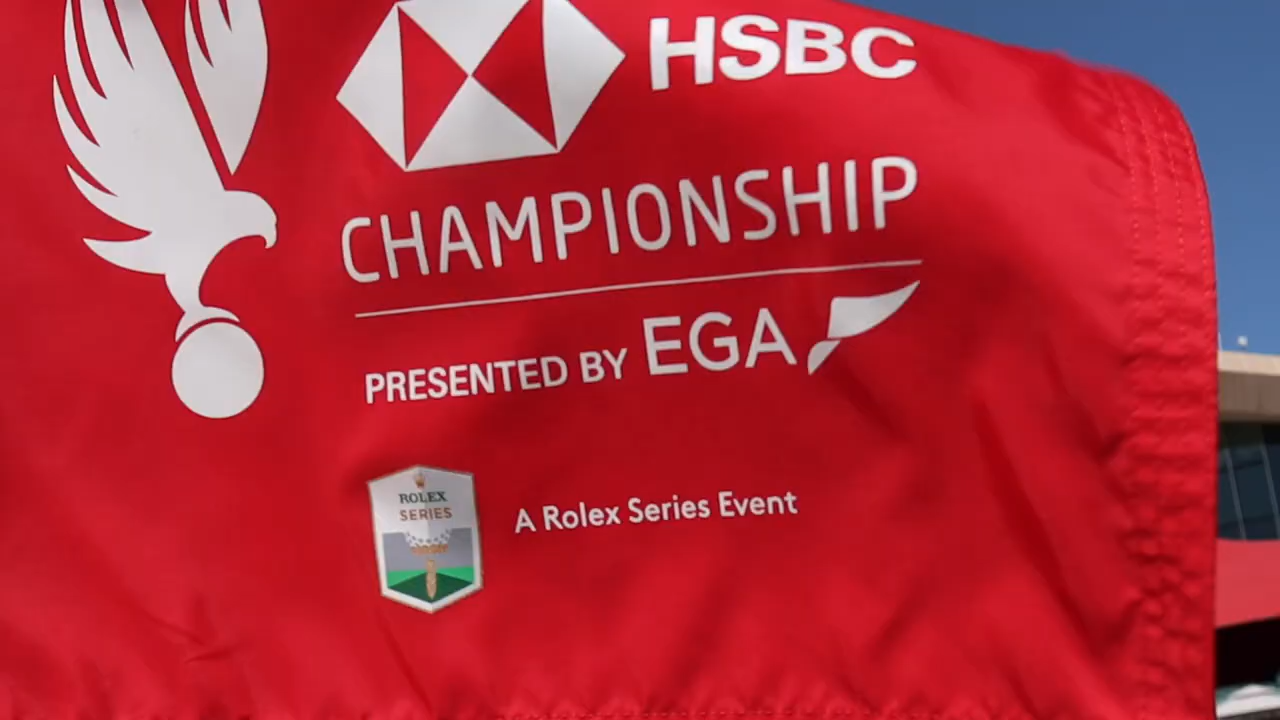 HSBC
CHAMPIONSHIP
PRESENTED BY EGA
ROLEX
SERIES
A Rolex Series Event